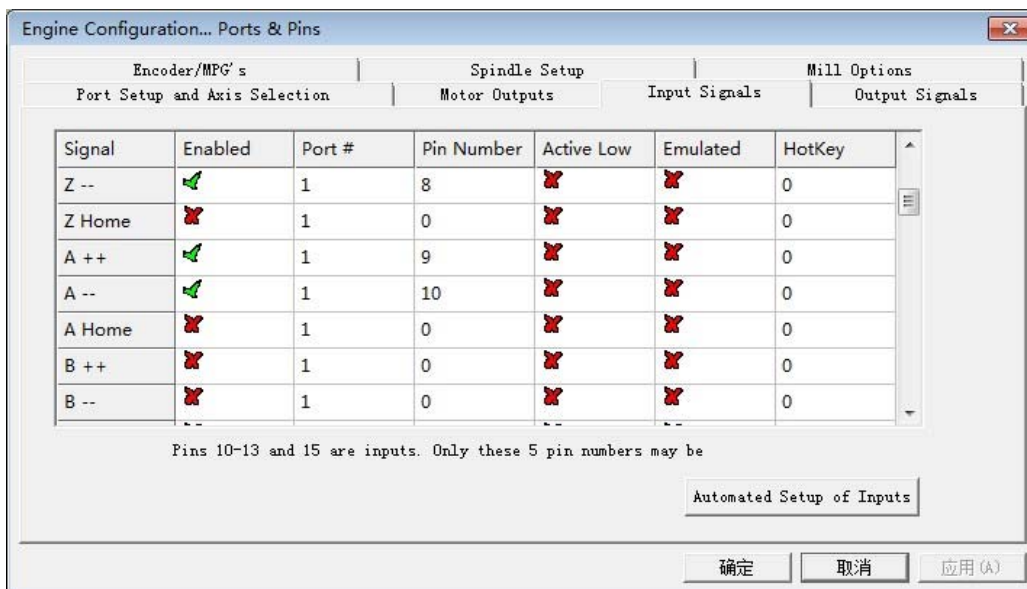 Engine Configuration... Ports & Pins
Encoder/MPG's Spindle Setup Mill Options
Port Setup and Axis Selection Motor Outputs Input Signals Output Signals
Signal Enabled Port # Pin Number Active Low Emulated HotKey
Z -- 1 8 0
Z Home 1 0 0
A ++ 1 9 0
A -- 1 10 0
A Home 1 0 0
B ++ 1 0 0
B -- 1 0 0
Pins 10-13 and 15 are inputs. Only these 5 pin numbers may be
Automated Setup of Inputs
确定 取消 应用(A)